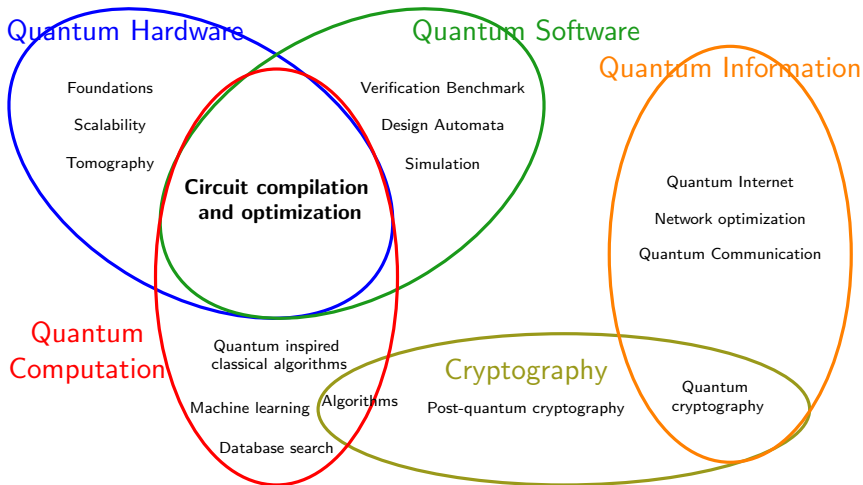 Quantum Hardware
Quantum Software
Quantum Information
Foundations
Scalability
Tomography
Verification Benchmark
Design Automata
Simulation
Circuit compilation
and optimization
Quantum Internet
Network optimization
Quantum Communication
Quantum
Computation
Quantum inspired
classical algorithms
Machine learning
Algorithms
Database search
Cryptography
Post-quantum cryptography
Quantum
cryptography